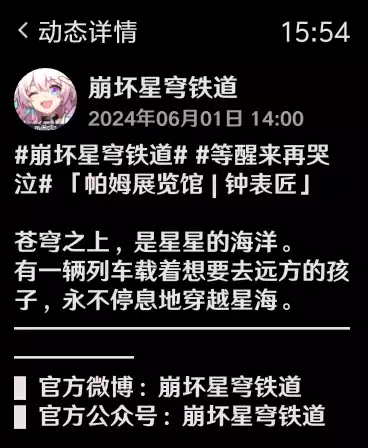 动态详情 15:54
崩坏星穹铁道
2024年06月01日 14:00
#崩坏星穹铁道# #等醒来再哭
泣# 「帕姆展览馆 | 钟表匠」
苍穹之上，是星星的海洋。
有一辆列车载着想要去远方的孩
子，永不停息地穿越星海。
官方微博：崩坏星穹铁道
官方公众号：崩坏星穹铁道